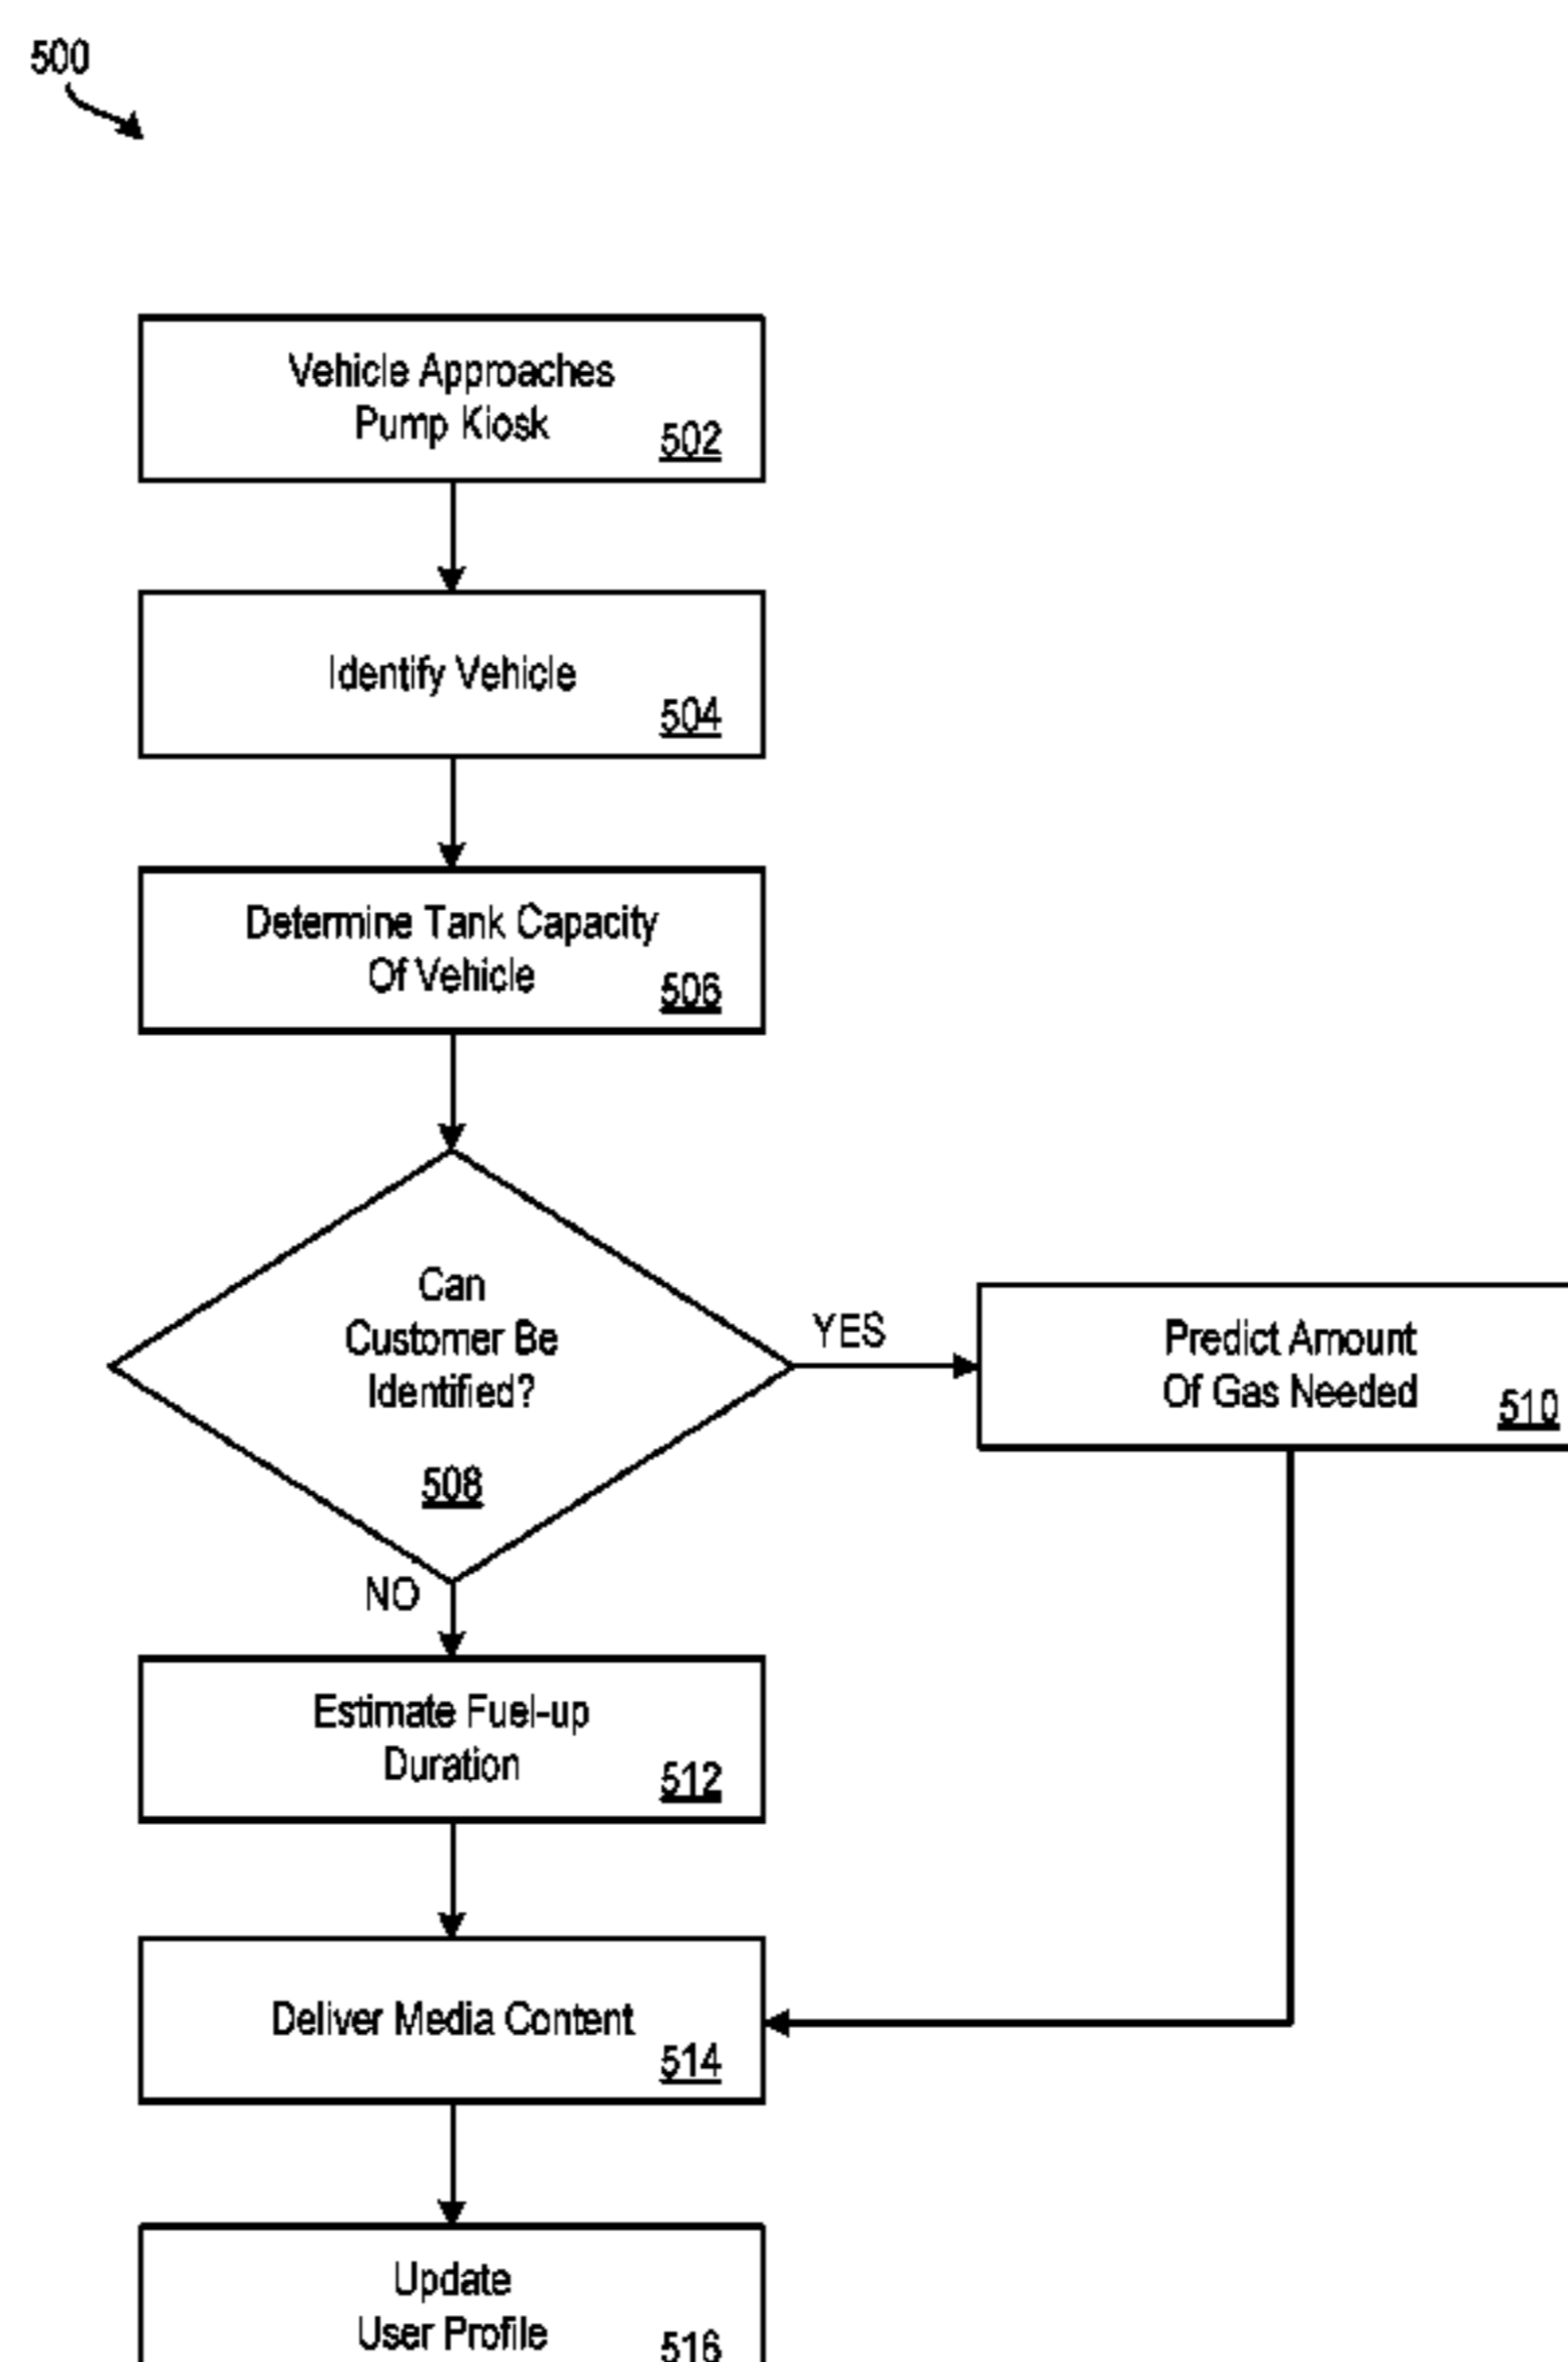 500
Vehicle Approaches
Pump Kiosk
502
Identify Vehicle
504
Determine Tank Capacity
Of Vehicle
506
Can
Customer Be
Identified?
508
YES
Predict Amount
Of Gas Needed
510
NO
Estimate Fuel-up
Duration
512
Deliver Media Content
514
Update
User Profile
516